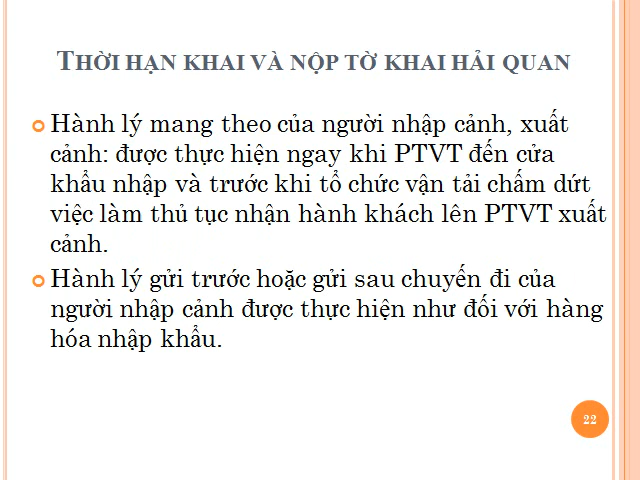 THỜI HẠN KHAI VÀ NỘP TỜ KHAI HẢI QUAN
Hành lý mang theo của người nhập cảnh, xuất
cảnh: được thực hiện ngay khi PTVT đến cửa
khẩu nhập và trước khi tổ chức vận tải chấm dứt
việc làm thủ tục nhận hành khách lên PTVT xuất
cảnh.
Hành lý gửi trước hoặc gửi sau chuyến đi của
người nhập cảnh được thực hiện như đối với hàng
hóa nhập khẩu.
22